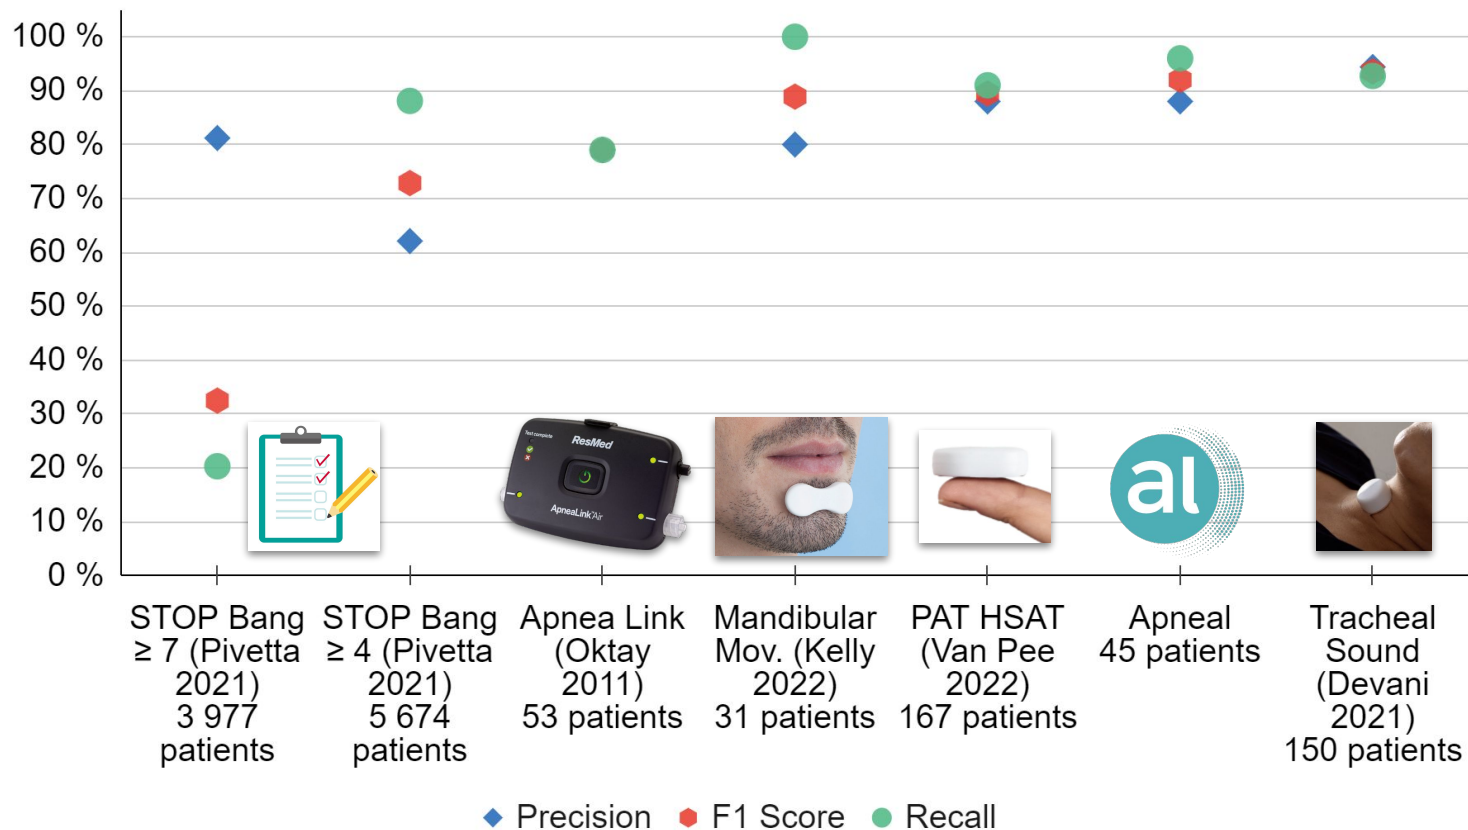 100 %
90 %
80 %
70 %
60 %
50 %
40 %
30 %
20 %
10 %
0 %
Test complete
ResMed
ApneaLink Air
al
STOP Bang
≥ 7 (Pivetta
2021)
3 977
patients
STOP Bang
≥ 4 (Pivetta
2021)
5 674
patients
Apnea Link
(Oktay
2011)
53 patients
Mandibular
Mov. (Kelly
2022)
31 patients
PAT HSAT
(Van Pee
2022)
167 patients
Apneal
45 patients
Tracheal
Sound
(Devani
2021)
150 patients
Precision
F1 Score
Recall